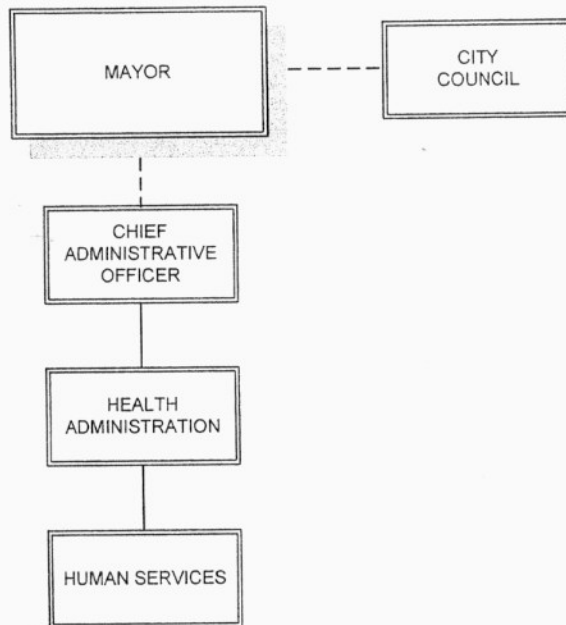 MAYOR
CITY
COUNCIL
CHIEF
ADMINISTRATIVE
OFFICER
HEALTH
ADMINISTRATION
HUMAN SERVICES